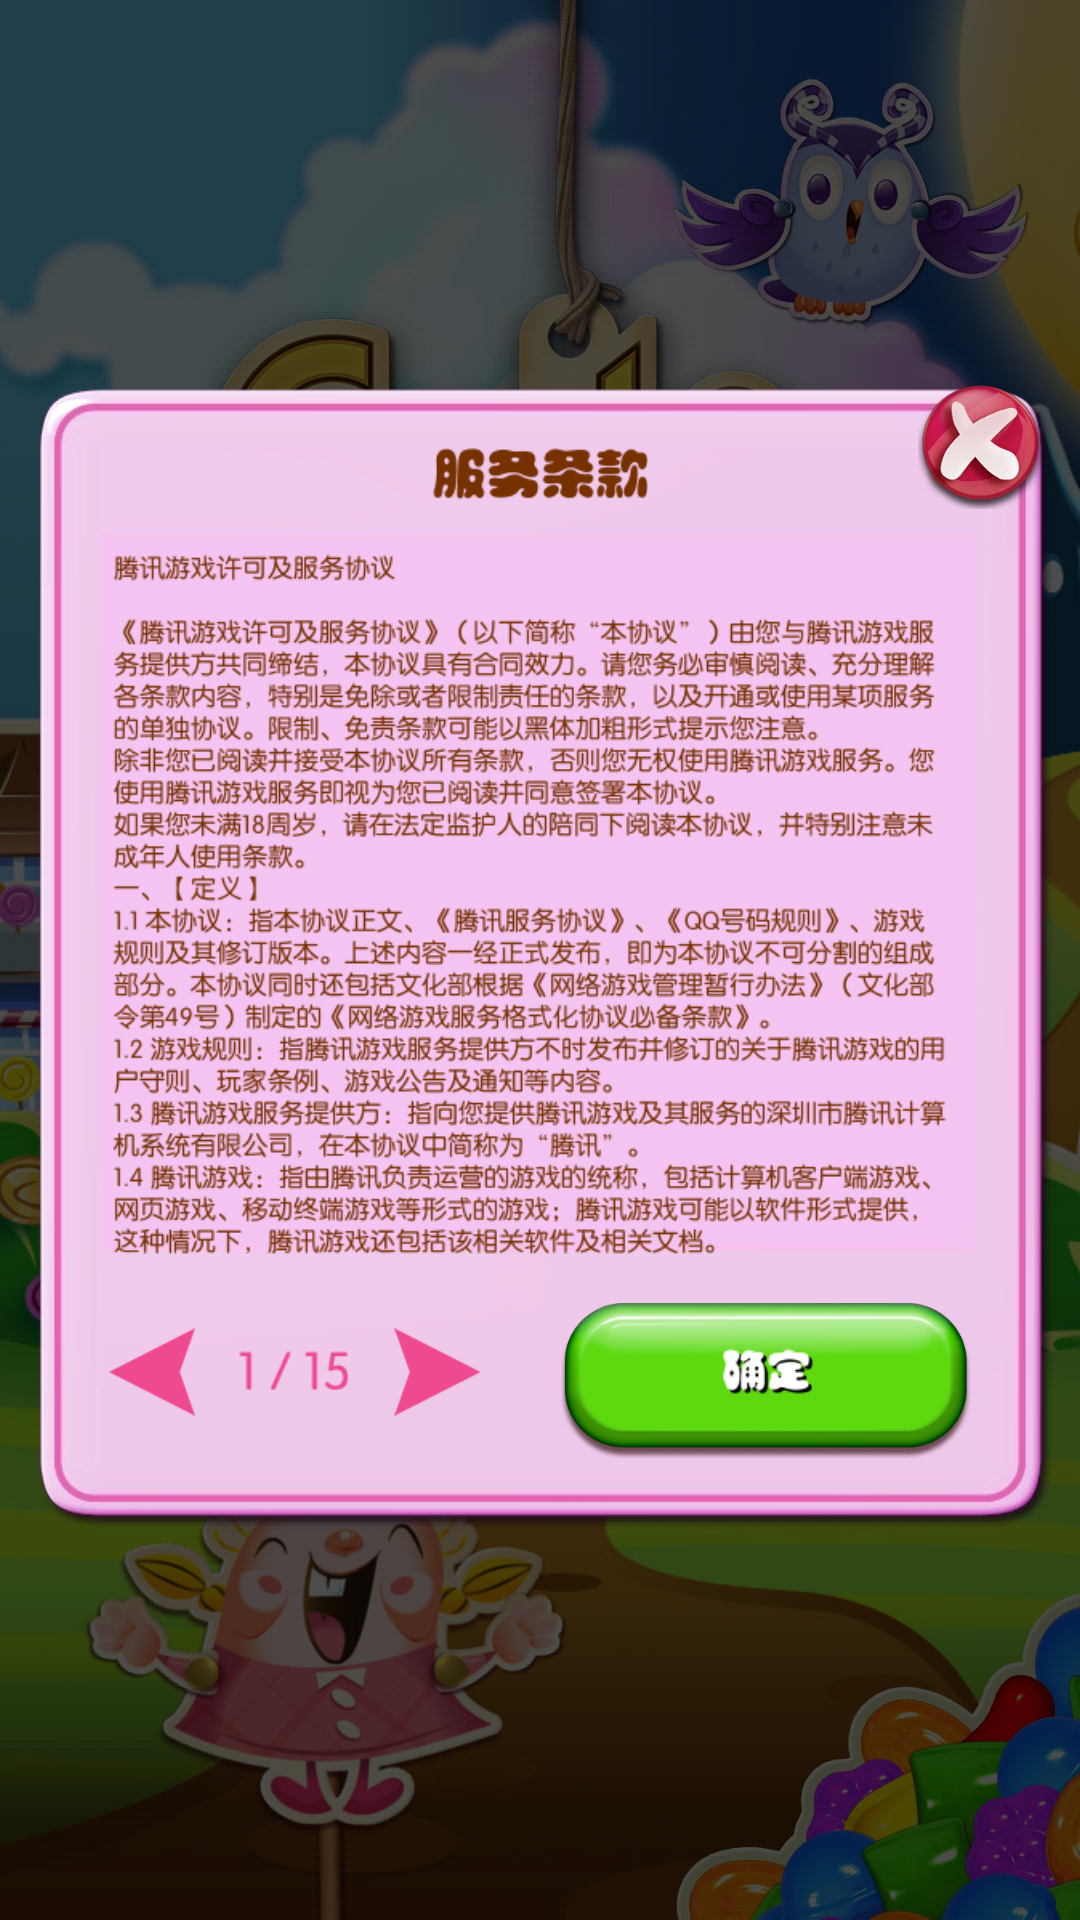 服务条款
腾讯游戏许可及服务协议
《腾讯游戏许可及服务协议》（以下简称“本协议”）由您与腾讯游戏服
务提供方共同缔结，本协议具有合同效力。请您务必审慎阅读、充分理解
各条款内容，特别是免除或者限制责任的条款，以及开通或使用某项服务
的单独协议。限制、免责条款可能以黑体加粗形式提示您注意。
除非您已阅读并接受本协议所有条款，否则您无权使用腾讯游戏服务。您
使用腾讯游戏服务即视为您已阅读并同意签署本协议。
如果您未满18周岁，请在法定监护人的陪同下阅读本协议，并特别注意未
成年人使用条款。
一、【定义】
1.1 本协议：指本协议正文、《腾讯服务协议》、《QQ号码规则》、游戏
规则及其修订版本。上述内容一经正式发布，即为本协议不可分割的组成
部分。本协议同时还包括文化部根据《网络游戏管理暂行办法》（文化部
令第49号）制定的《网络游戏服务格式化协议必备条款》。
1.2 游戏规则：指腾讯游戏服务提供方不时发布并修订的关于腾讯游戏的用
户守则、玩家条例、游戏公告及通知等内容。
1.3 腾讯游戏服务提供方：指向您提供腾讯游戏及其服务的深圳市腾讯计算
机系统有限公司，在本协议中简称为“腾讯”。
1.4 腾讯游戏：指由腾讯负责运营的游戏的统称，包括计算机客户端游戏、
网页游戏、移动终端游戏等形式的游戏；腾讯游戏可能以软件形式提供，
这种情况下，腾讯游戏还包括该相关软件及相关文档。
1 / 15
确定